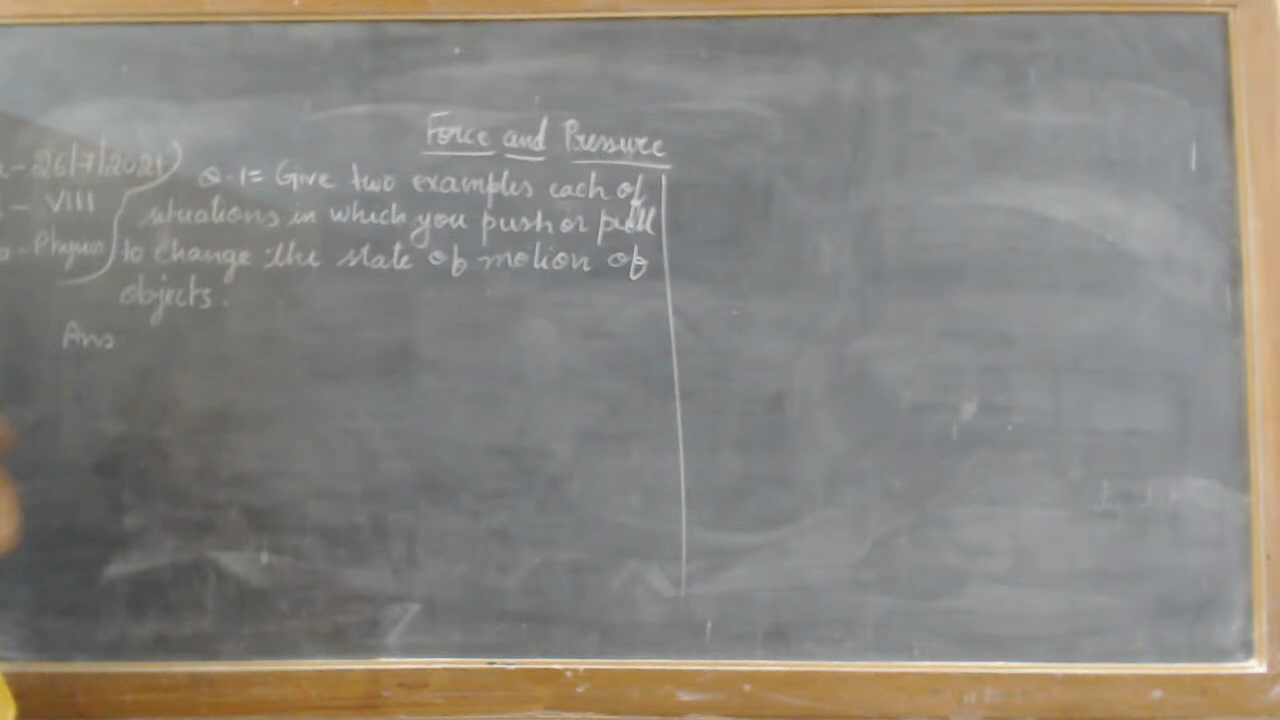 Force and Pressure
- 26/7/2021
- VIII
- Physics
Q.1= Give two examples each of
situations in which you push or pull
to change the state of motion of
objects.
Ans